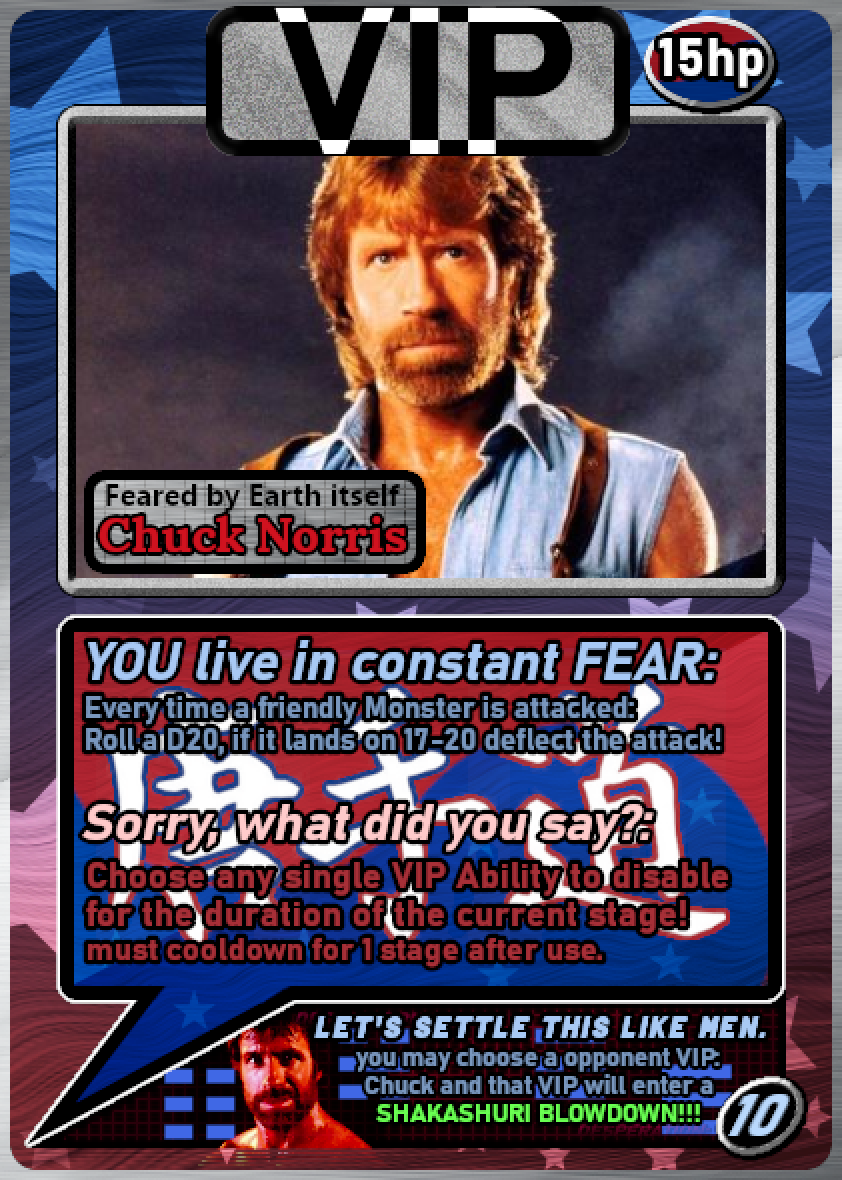 VIP
15hp
Feared by Earth itself
Chuck Norris
YOU live in constant FEAR:
Every time a friendly Monster is attacked:
Roll a D20, if it lands on 17-20 deflect the attack!
Sorry, what did you say?:
Choose any single VIP Ability to disable
for the duration of the current stage!
must cooldown for 1 stage after use.
LET'S SETTLE THIS LIKE MEN.
you may choose a opponent VIP.
Chuck and that VIP will enter a
SHAKASHURI BLOWDOWN!!!
10